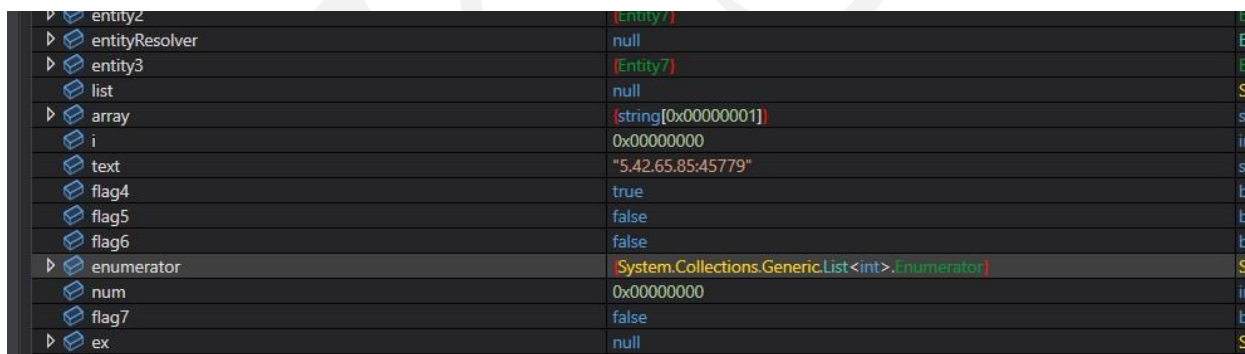 entity2 {Entity7}
entityResolver null
entity3 {Entity7}
list null
array {string[0x00000001]}
i 0x00000000
text "5.42.65.85:45779"
flag4 true
flag5 false
flag6 false
enumerator {System.Collections.Generic.List<int>.Enumerator}
num 0x00000000
flag7 false
ex null